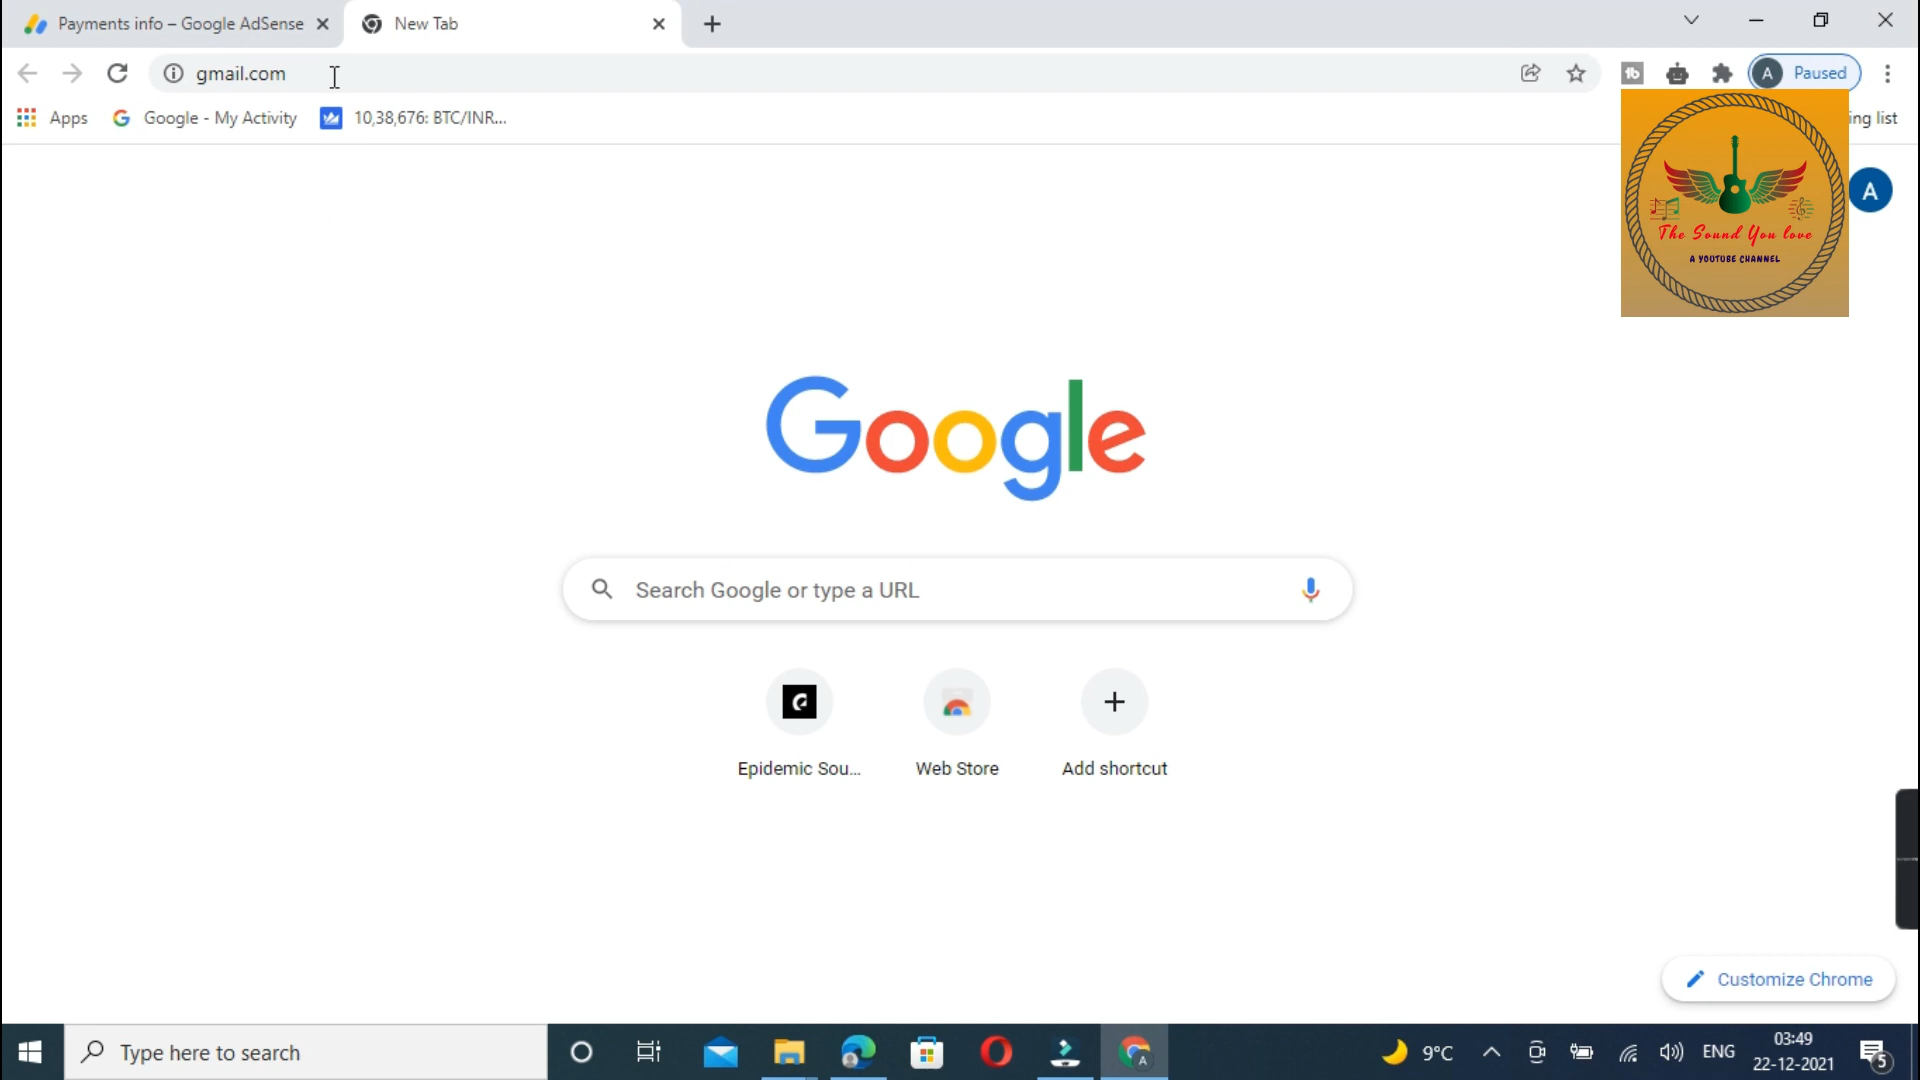 Payments info – Google AdSense
New Tab
gmail.com
Paused
Apps
Google - My Activity
10,38,676: BTC/INR...
ing list
A
A
The Sound You love
A YOUTUBE CHANNEL
Google
Search Google or type a URL
Epidemic Sou...
Web Store
Add shortcut
Customize Chrome
Type here to search
9°C
ENG
03:49
22-12-2021
5